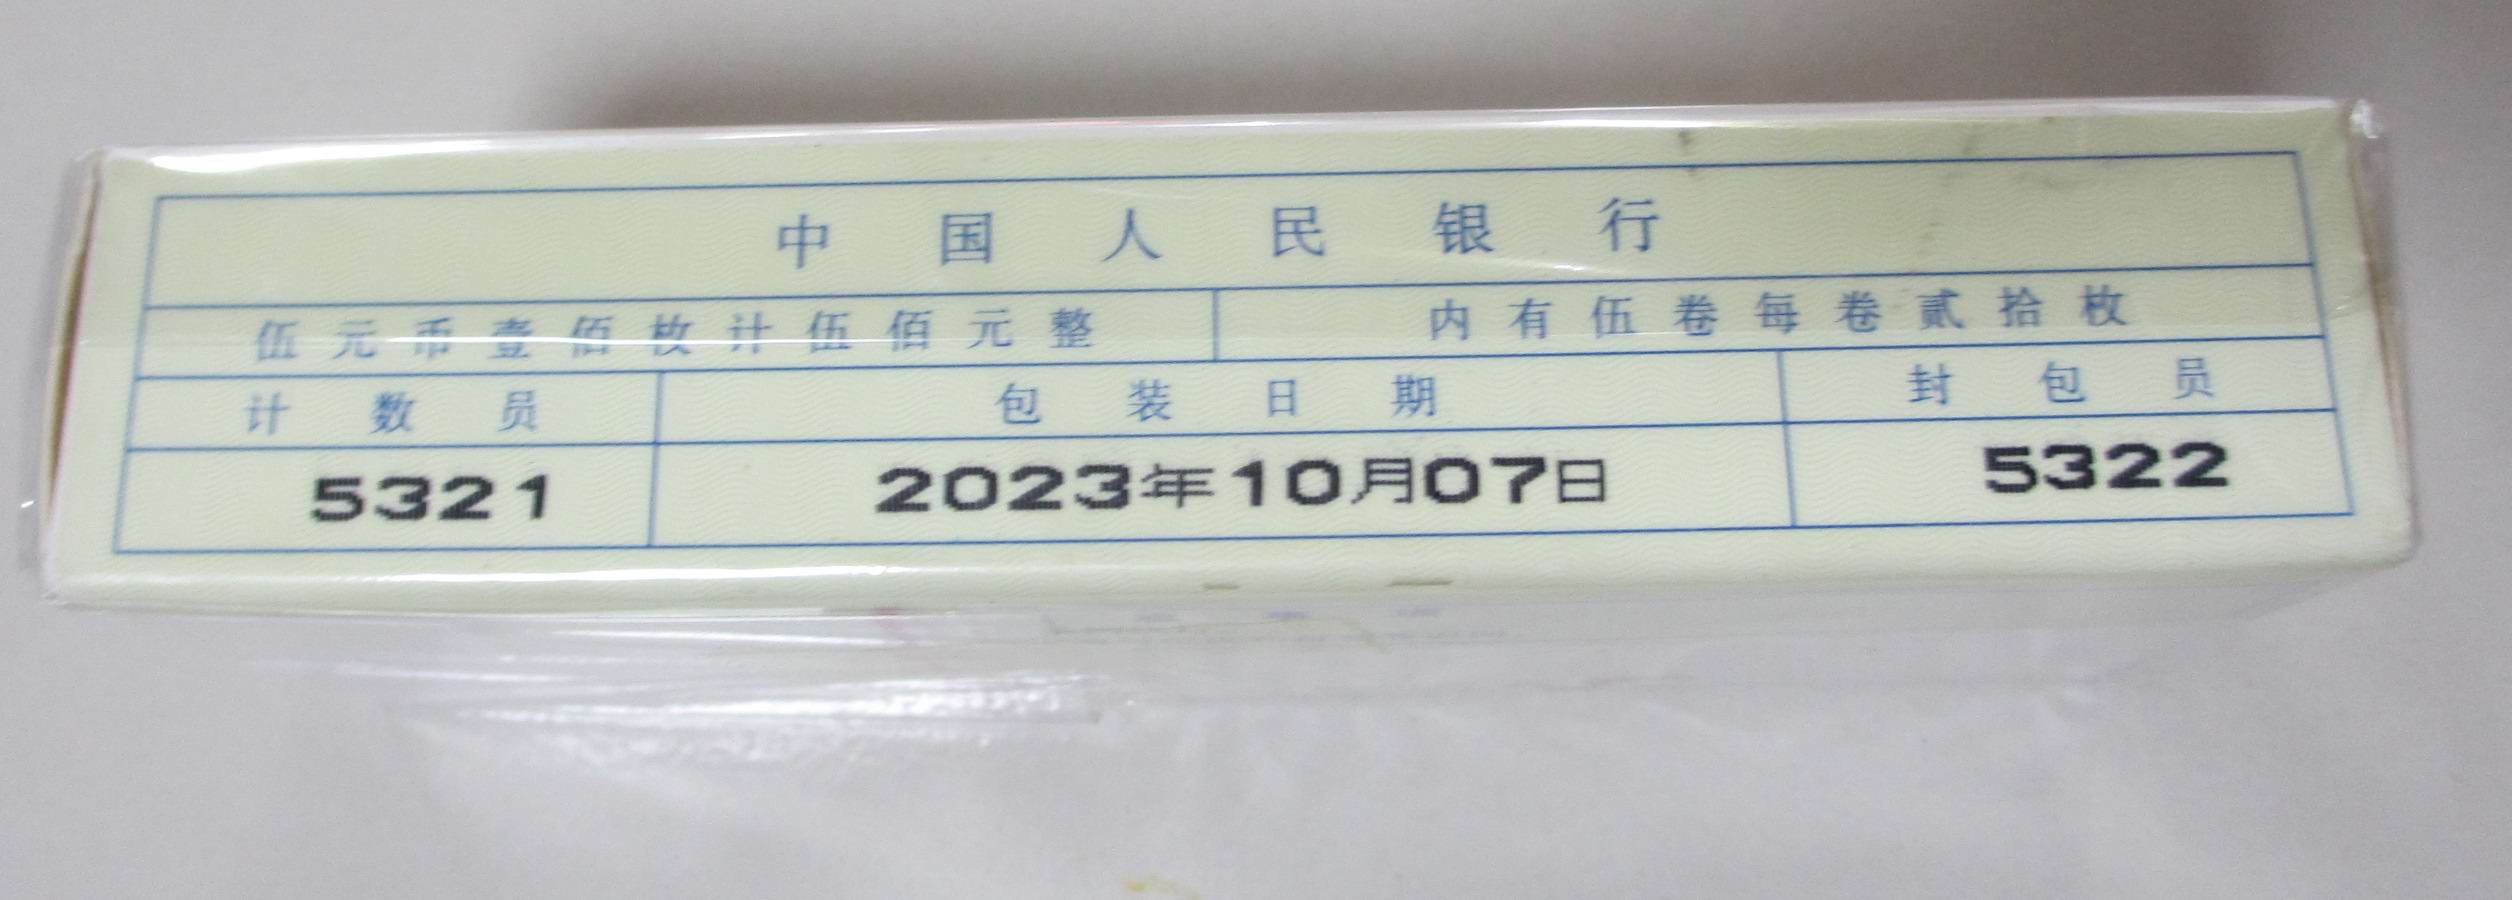 中国人民银行
伍元币壹佰枚计伍佰元整 内有伍卷每卷贰拾枚
计数员 包装日期 封包员
5321 2023年10月07日 5322